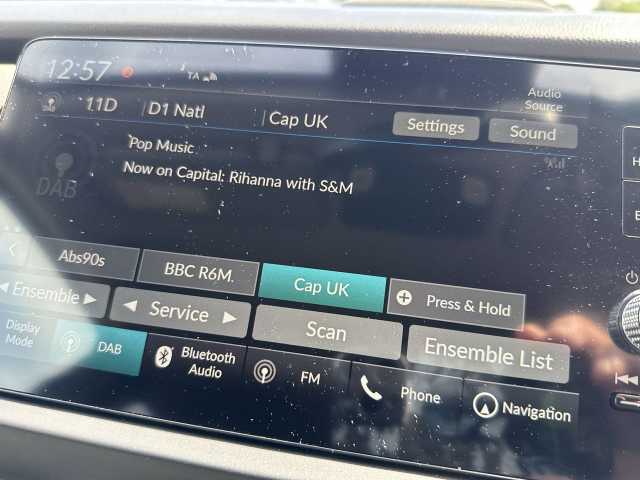 12:57 TA
Audio Source
11D D1 Natl Cap UK Settings Sound
Pop Music
Now on Capital: Rihanna with S&M
DAB
Abs90s BBC R6M. Cap UK Press & Hold
Ensemble Service Scan Ensemble List
Display Mode DAB Bluetooth Audio FM Phone Navigation
H
E